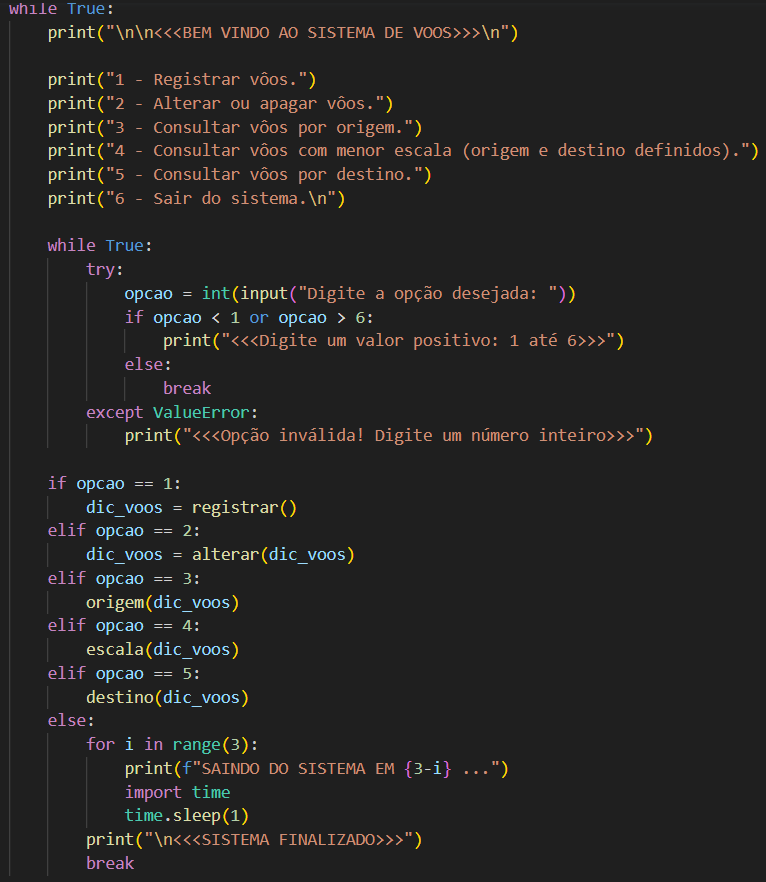 while True:
    print("\n\n<<<BEM VINDO AO SISTEMA DE VOOS>>>\n")
    print("1 - Registrar vôos.")
    print("2 - Alterar ou apagar vôos.")
    print("3 - Consultar vôos por origem.")
    print("4 - Consultar vôos com menor escala (origem e destino definidos).")
    print("5 - Consultar vôos por destino.")
    print("6 - Sair do sistema.\n")
    while True:
        try:
            opcao = int(input("Digite a opção desejada: "))
            if opcao < 1 or opcao > 6:
                print("<<<Digite um valor positivo: 1 até 6>>>")
            else:
                break
        except ValueError:
            print("<<<Opção inválida! Digite um número inteiro>>>")
    if opcao == 1:
        dic_voos = registrar()
    elif opcao == 2:
        dic_voos = alterar(dic_voos)
    elif opcao == 3:
        origem(dic_voos)
    elif opcao == 4:
        escala(dic_voos)
    elif opcao == 5:
        destino(dic_voos)
    else:
        for i in range(3):
            print(f"SAINDO DO SISTEMA EM {3-i} ...")
            import time
            time.sleep(1)
        print("\n<<<SISTEMA FINALIZADO>>>")
        break